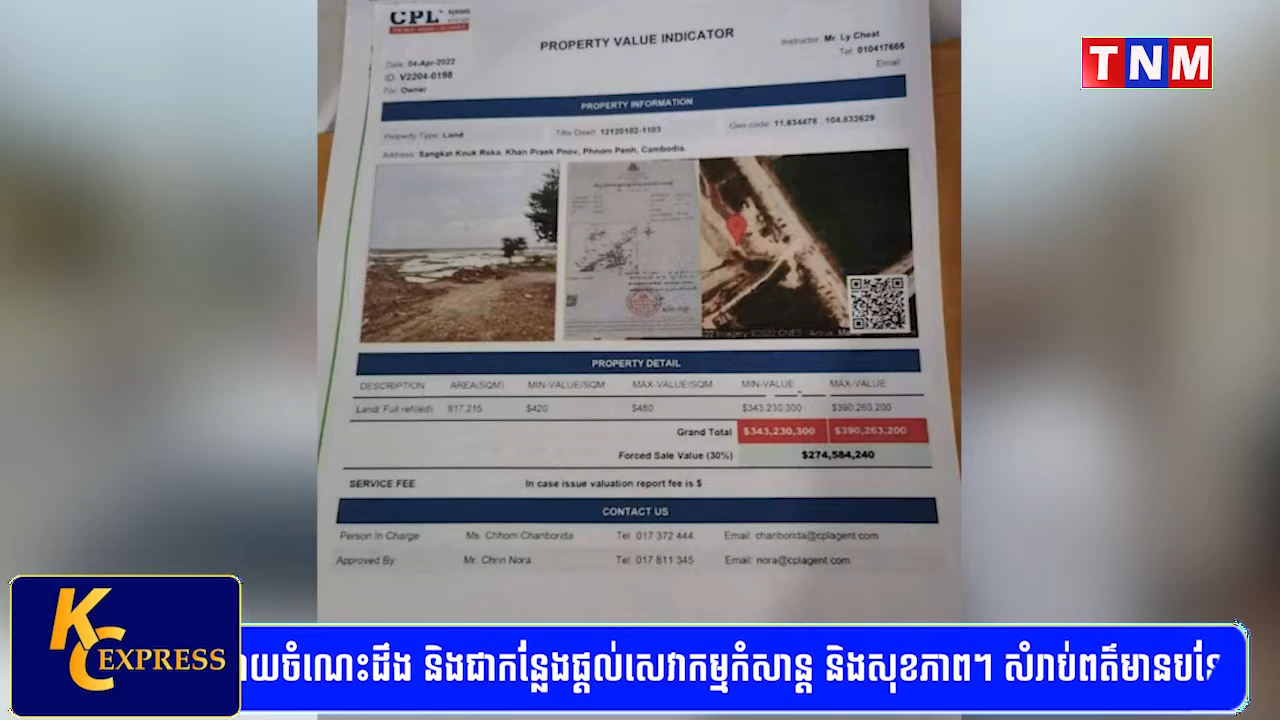 CPL
PROPERTY VALUE INDICATOR
Instructor: Mr. Ly Cheat
Tel: 010417666
Email:
Date: 04-Apr-2022
ID: V2204-0198
For: Owner
TNM
PROPERTY INFORMATION
Property Type: Land Title Deed: 12120102-1103 Geo code: 11.634478 , 104.832629
Address: Sangkat Kouk Roka, Khan Praek Pnov, Phnom Penh, Cambodia.
PROPERTY DETAIL
DESCRIPTION AREA(SQM) MIN-VALUE/SQM MAX-VALUE/SQM MIN-VALUE MAX-VALUE
Land( Full refilled) 817,215 $420 $480 $343,230,300 $390,263,200
Grand Total $343,230,300 $390,263,200
Forced Sale Value (30%) $274,584,240
SERVICE FEE In case issue valuation report fee is $
CONTACT US
Person In Charge Ms. Chhom Chanborida Tel: 017 372 444 Email: chanborida@cplagent.com
Approved By: Mr. Chrin Nora Tel: 017 811 345 Email: nora@cplagent.com
KC EXPRESS
រាយចំណេះដឹង និងជាកន្លែងផ្តល់សេវាកម្មកំសាន្ត និងសុខភាព។ សំរាប់ពត៌មានបន្ថែ